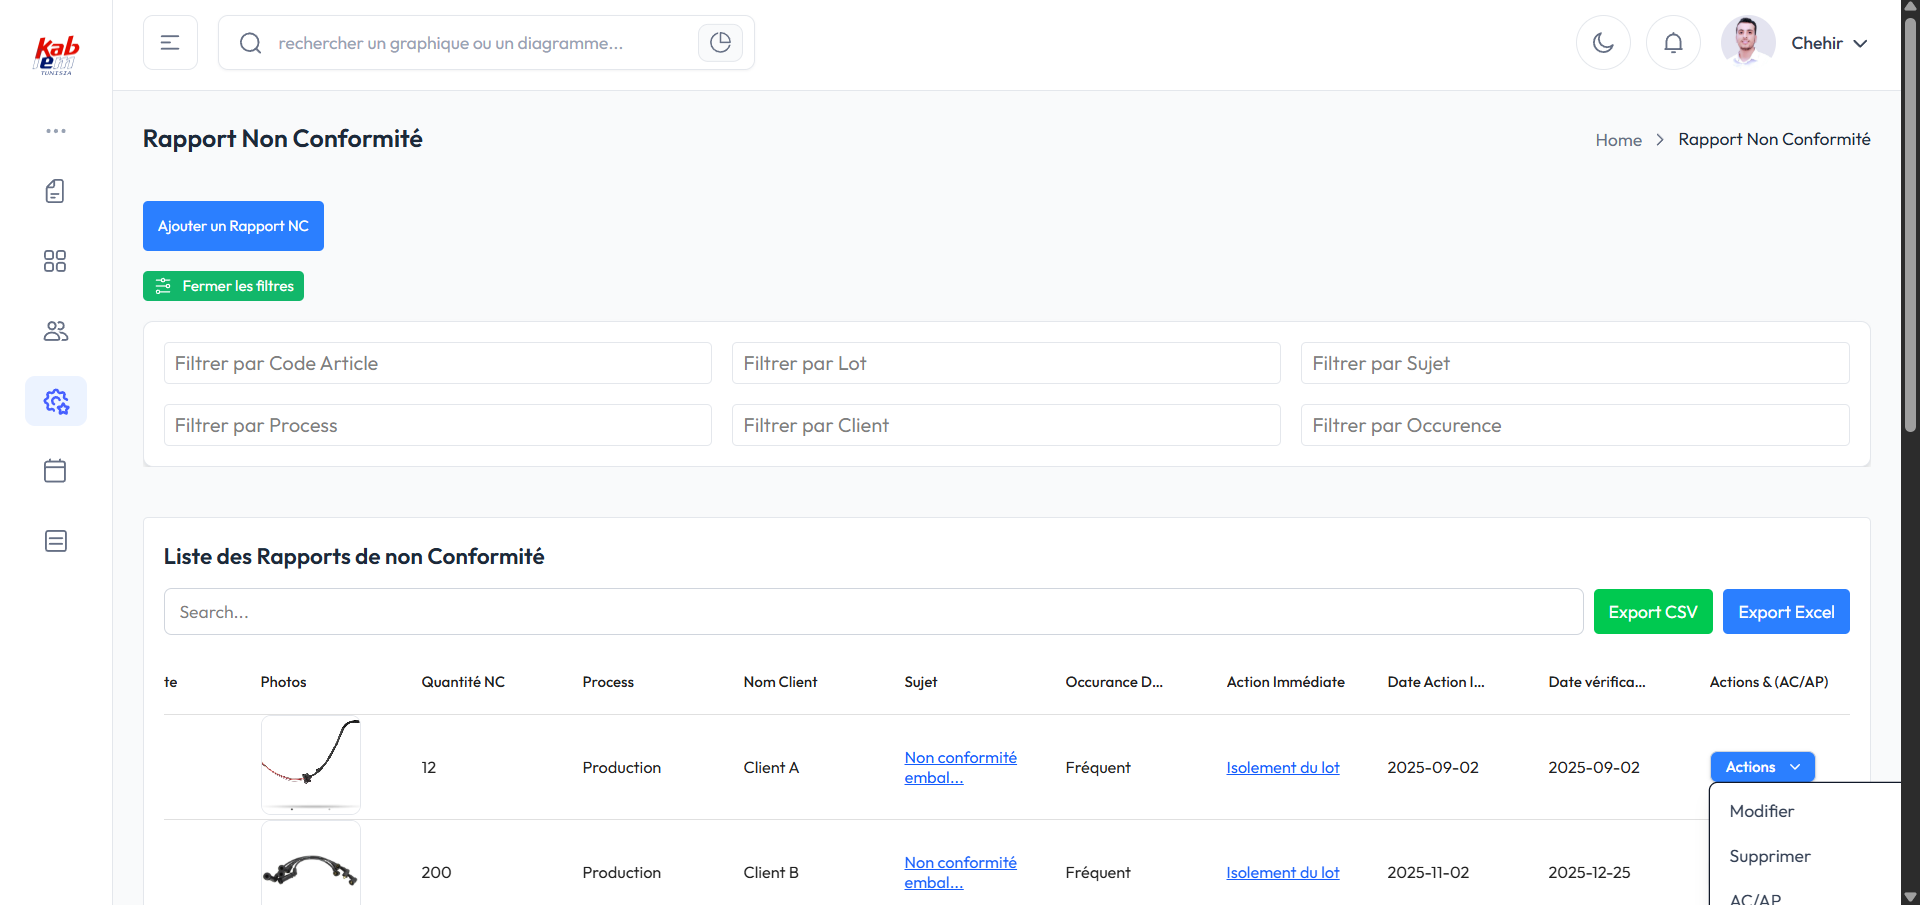 Kab
lem
TUNISIA
rechercher un graphique ou un diagramme...
Chehir
Rapport Non Conformité
Home
Rapport Non Conformité
Ajouter un Rapport NC
Fermer les filtres
Filtrer par Code Article
Filtrer par Lot
Filtrer par Sujet
Filtrer par Process
Filtrer par Client
Filtrer par Occurence
Liste des Rapports de non Conformité
Search...
Export CSV
Export Excel
te
Photos
Quantité NC
Process
Nom Client
Sujet
Occurance D...
Action Immédiate
Date Action I...
Date vérifica...
Actions & (AC/AP)
12
Production
Client A
Non conformité
embal...
Fréquent
Isolement du lot
2025-09-02
2025-09-02
Actions
Modifier
Supprimer
AC/AP
200
Production
Client B
Non conformité
embal...
Fréquent
Isolement du lot
2025-11-02
2025-12-25